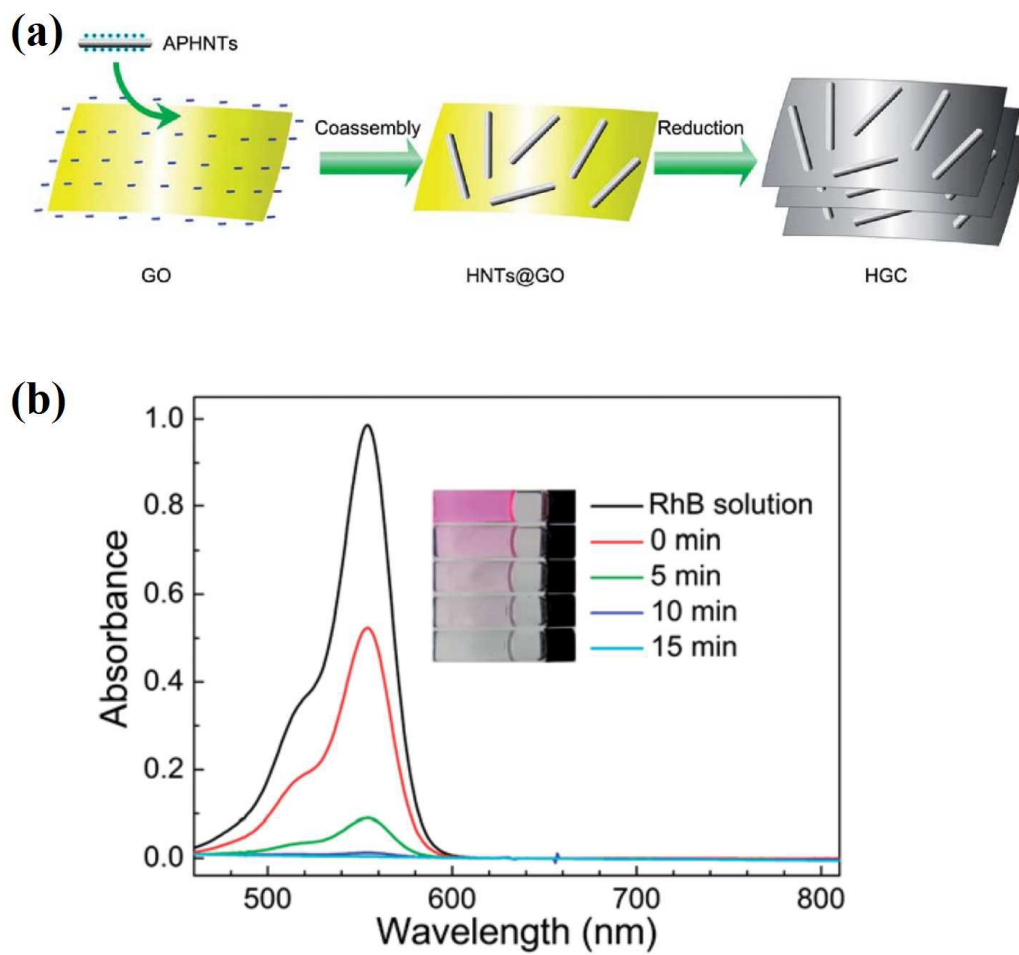 (a)
APHNTs
Coassembly
Reduction
GO
HNTs@GO
HGC
(b)
1.0
0.8
0.6
0.4
0.2
0.0
Absorbance
RhB solution
0 min
5 min
10 min
15 min
500
600
700
800
Wavelength (nm)